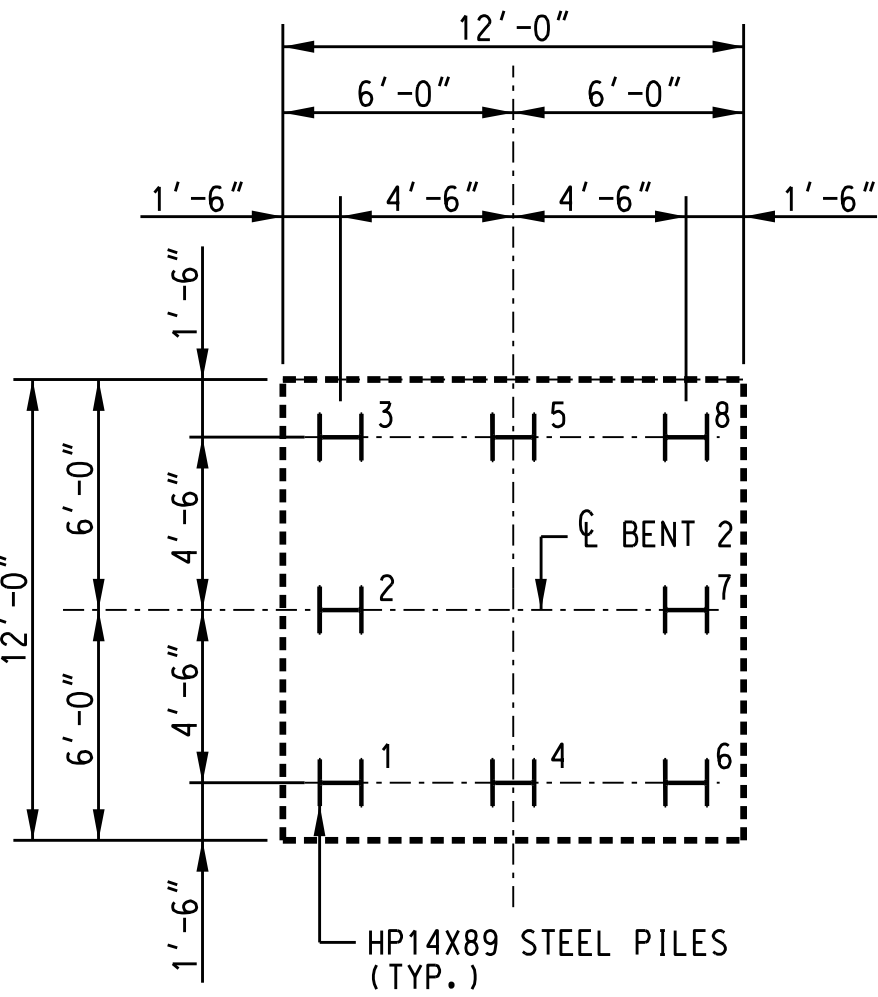 12'-0"
6'-0" 6'-0"
1'-6" 4'-6" 4'-6" 1'-6"
1'-6"
3 5 8
6'-0"
4'-6"
℄ BENT 2
12'-0"
2 7
6'-0"
4'-6"
1 4 6
1'-6"
HP14X89 STEEL PILES
(TYP.)